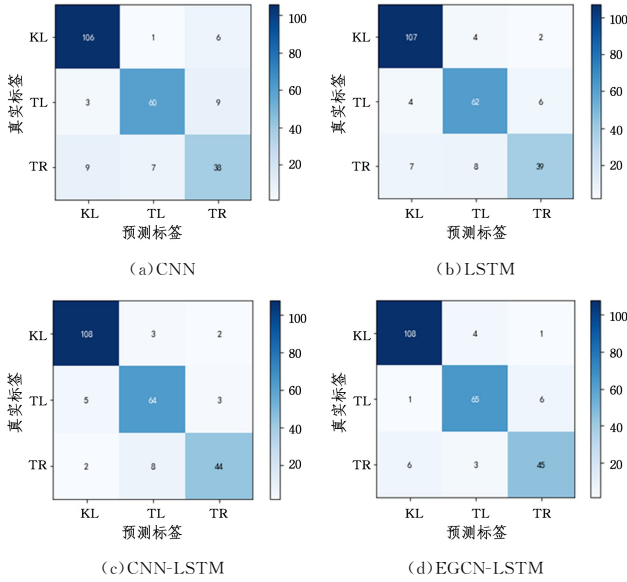 KL 106 1 6
TL 3 60 9
TR 9 7 38
KL TL TR
真实标签
预测标签
100
80
60
40
20
(a)CNN
KL 107 4 2
TL 4 62 6
TR 7 8 39
KL TL TR
真实标签
预测标签
100
80
60
40
20
(b)LSTM
KL 108 3 2
TL 5 64 3
TR 2 8 44
KL TL TR
真实标签
预测标签
100
80
60
40
20
(c)CNN-LSTM
KL 108 4 1
TL 1 65 6
TR 6 3 45
KL TL TR
真实标签
预测标签
100
80
60
40
20
(d)EGCN-LSTM